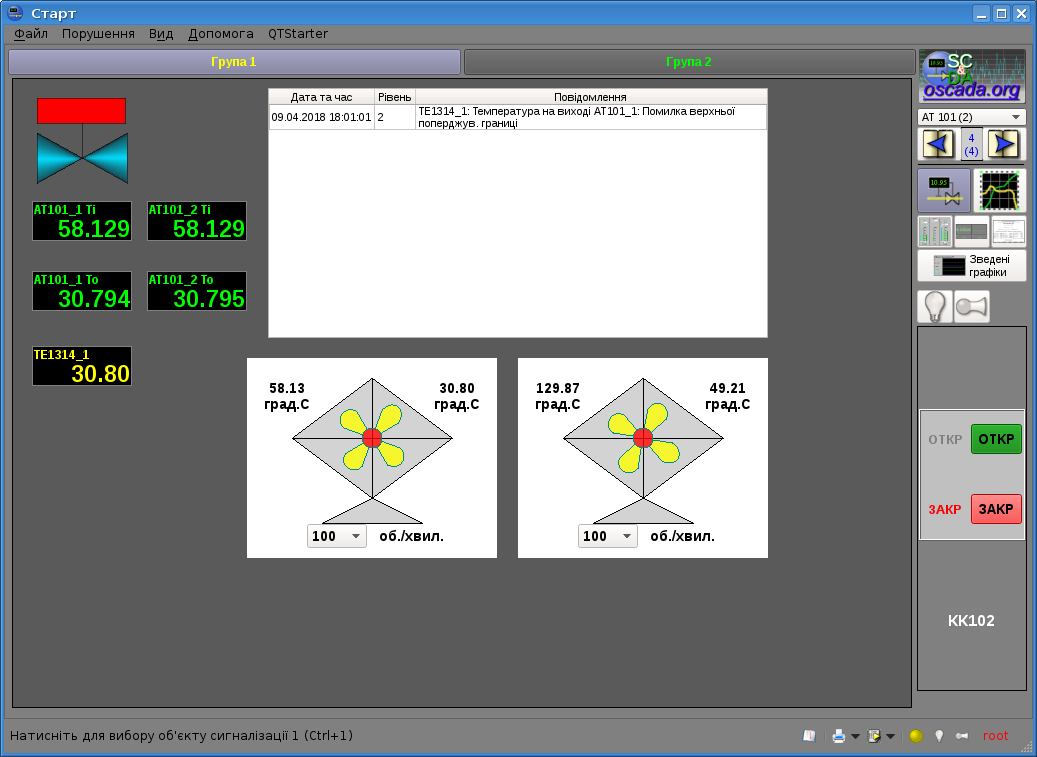 Старт
Файл Порушення Вид Допомога QTStarter
Група 1 Група 2
SC
&
DA
oscada.org
AT 101 (2)
4
(4)
10.95
Зведені
графіки
AT101_1 Ti
58.129
AT101_2 Ti
58.129
AT101_1 To
30.794
AT101_2 To
30.795
TE1314_1
30.80
Дата та час Рівень Повідомлення
09.04.2018 18:01:01 2 TE1314_1: Температура на виході AT101_1: Помилка верхньої
поперджув. границі
58.13
град.С
30.80
град.С
100 об./хвил.
129.87
град.С
49.21
град.С
100 об./хвил.
ОТКР ОТКР
ЗАКР ЗАКР
КК102
Натисніть для вибору об'єкту сигналізації 1 (Ctrl+1)
root